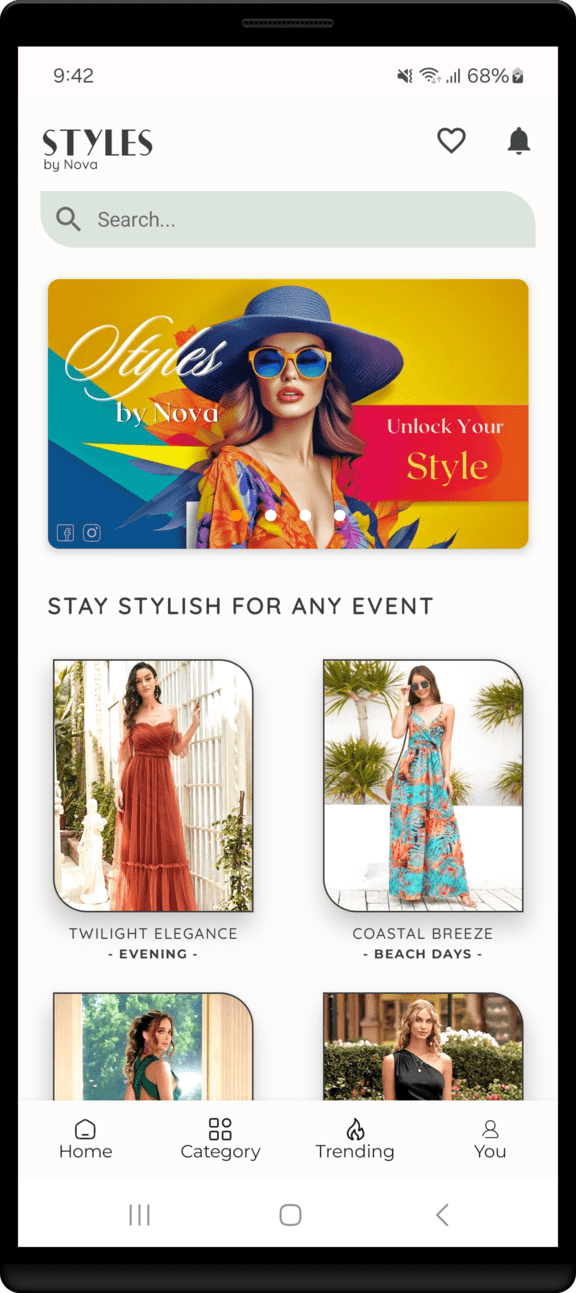 9:42
68%
STYLES
by Nova
Search...
Styles
by Nova
Unlock Your
Style
STAY STYLISH FOR ANY EVENT
TWILIGHT ELEGANCE
- EVENING -
COASTAL BREEZE
- BEACH DAYS -
Home
Category
Trending
You